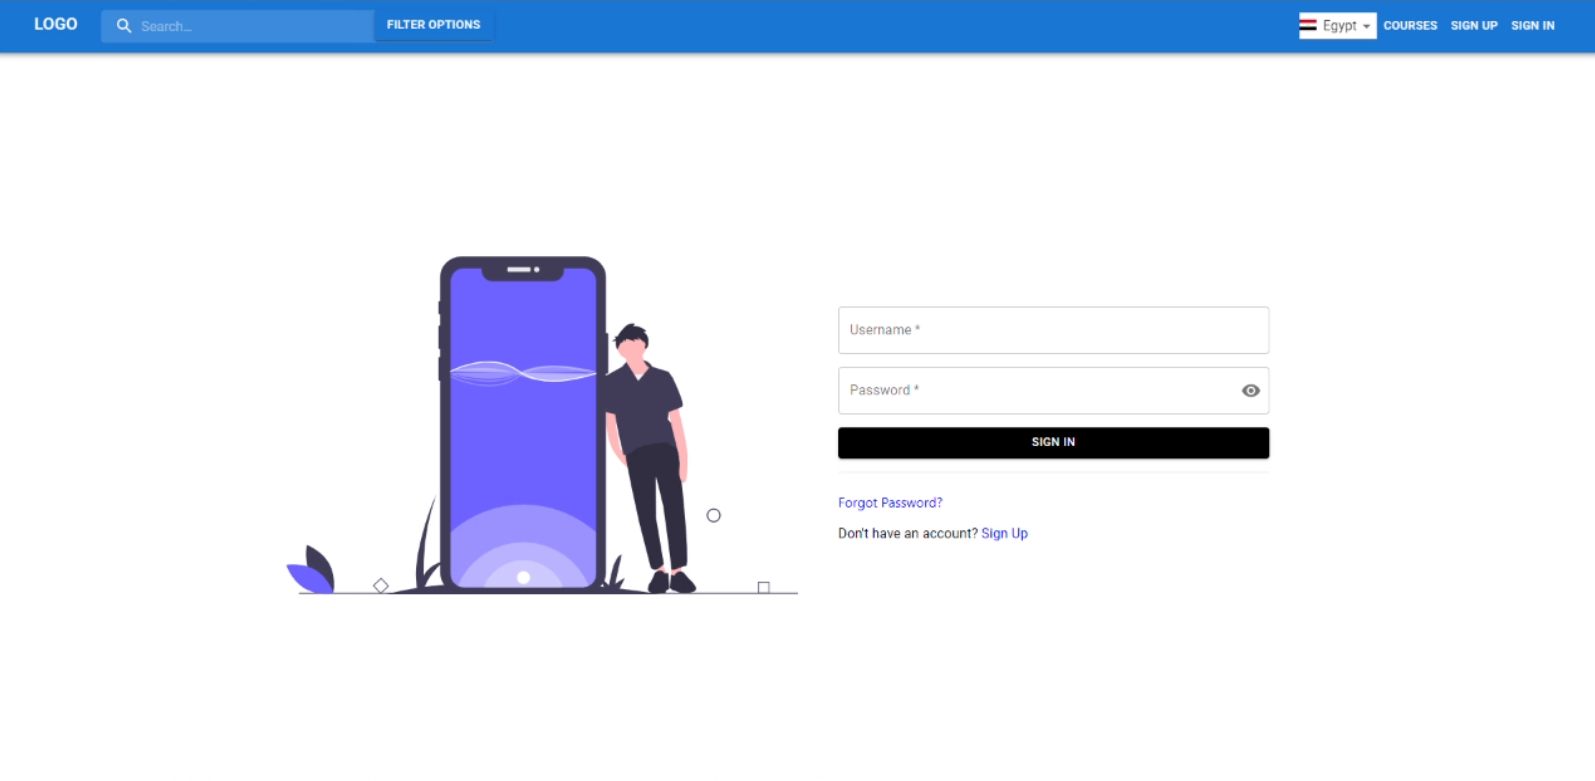 LOGO
Search...
FILTER OPTIONS
Egypt
COURSES
SIGN UP
SIGN IN
Username *
Password *
SIGN IN
Forgot Password?
Don't have an account? Sign Up